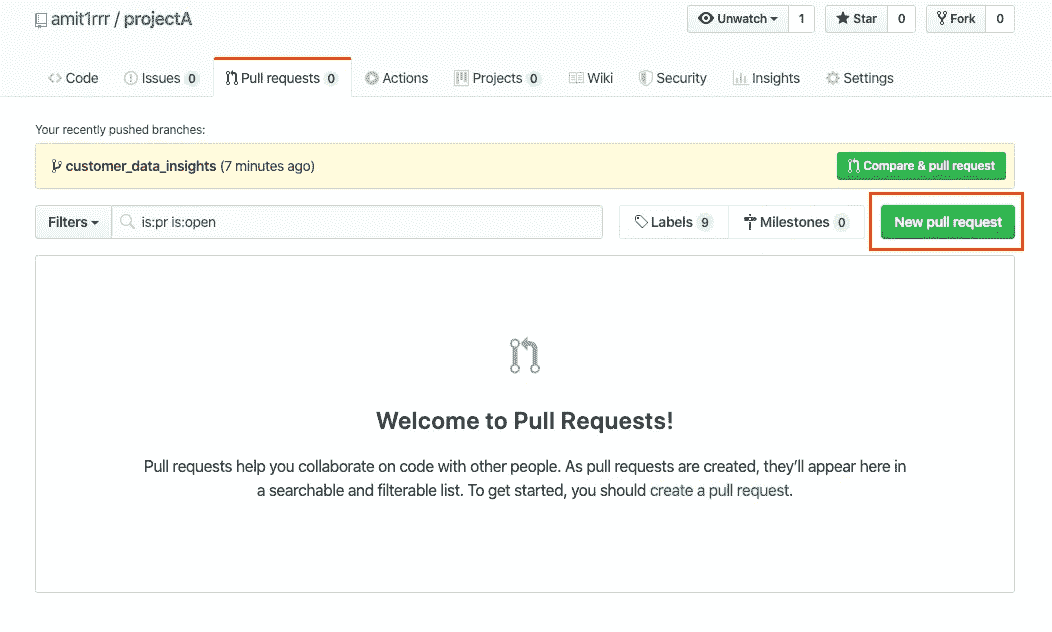 amit1rrr / projectA
Unwatch 1 Star 0 Fork 0
Code Issues 0 Pull requests 0 Actions Projects 0 Wiki Security Insights Settings
Your recently pushed branches:
customer_data_insights (7 minutes ago) Compare & pull request
Filters is:pr is:open Labels 9 Milestones 0 New pull request
Welcome to Pull Requests!
Pull requests help you collaborate on code with other people. As pull requests are created, they’ll appear here in
a searchable and filterable list. To get started, you should create a pull request.